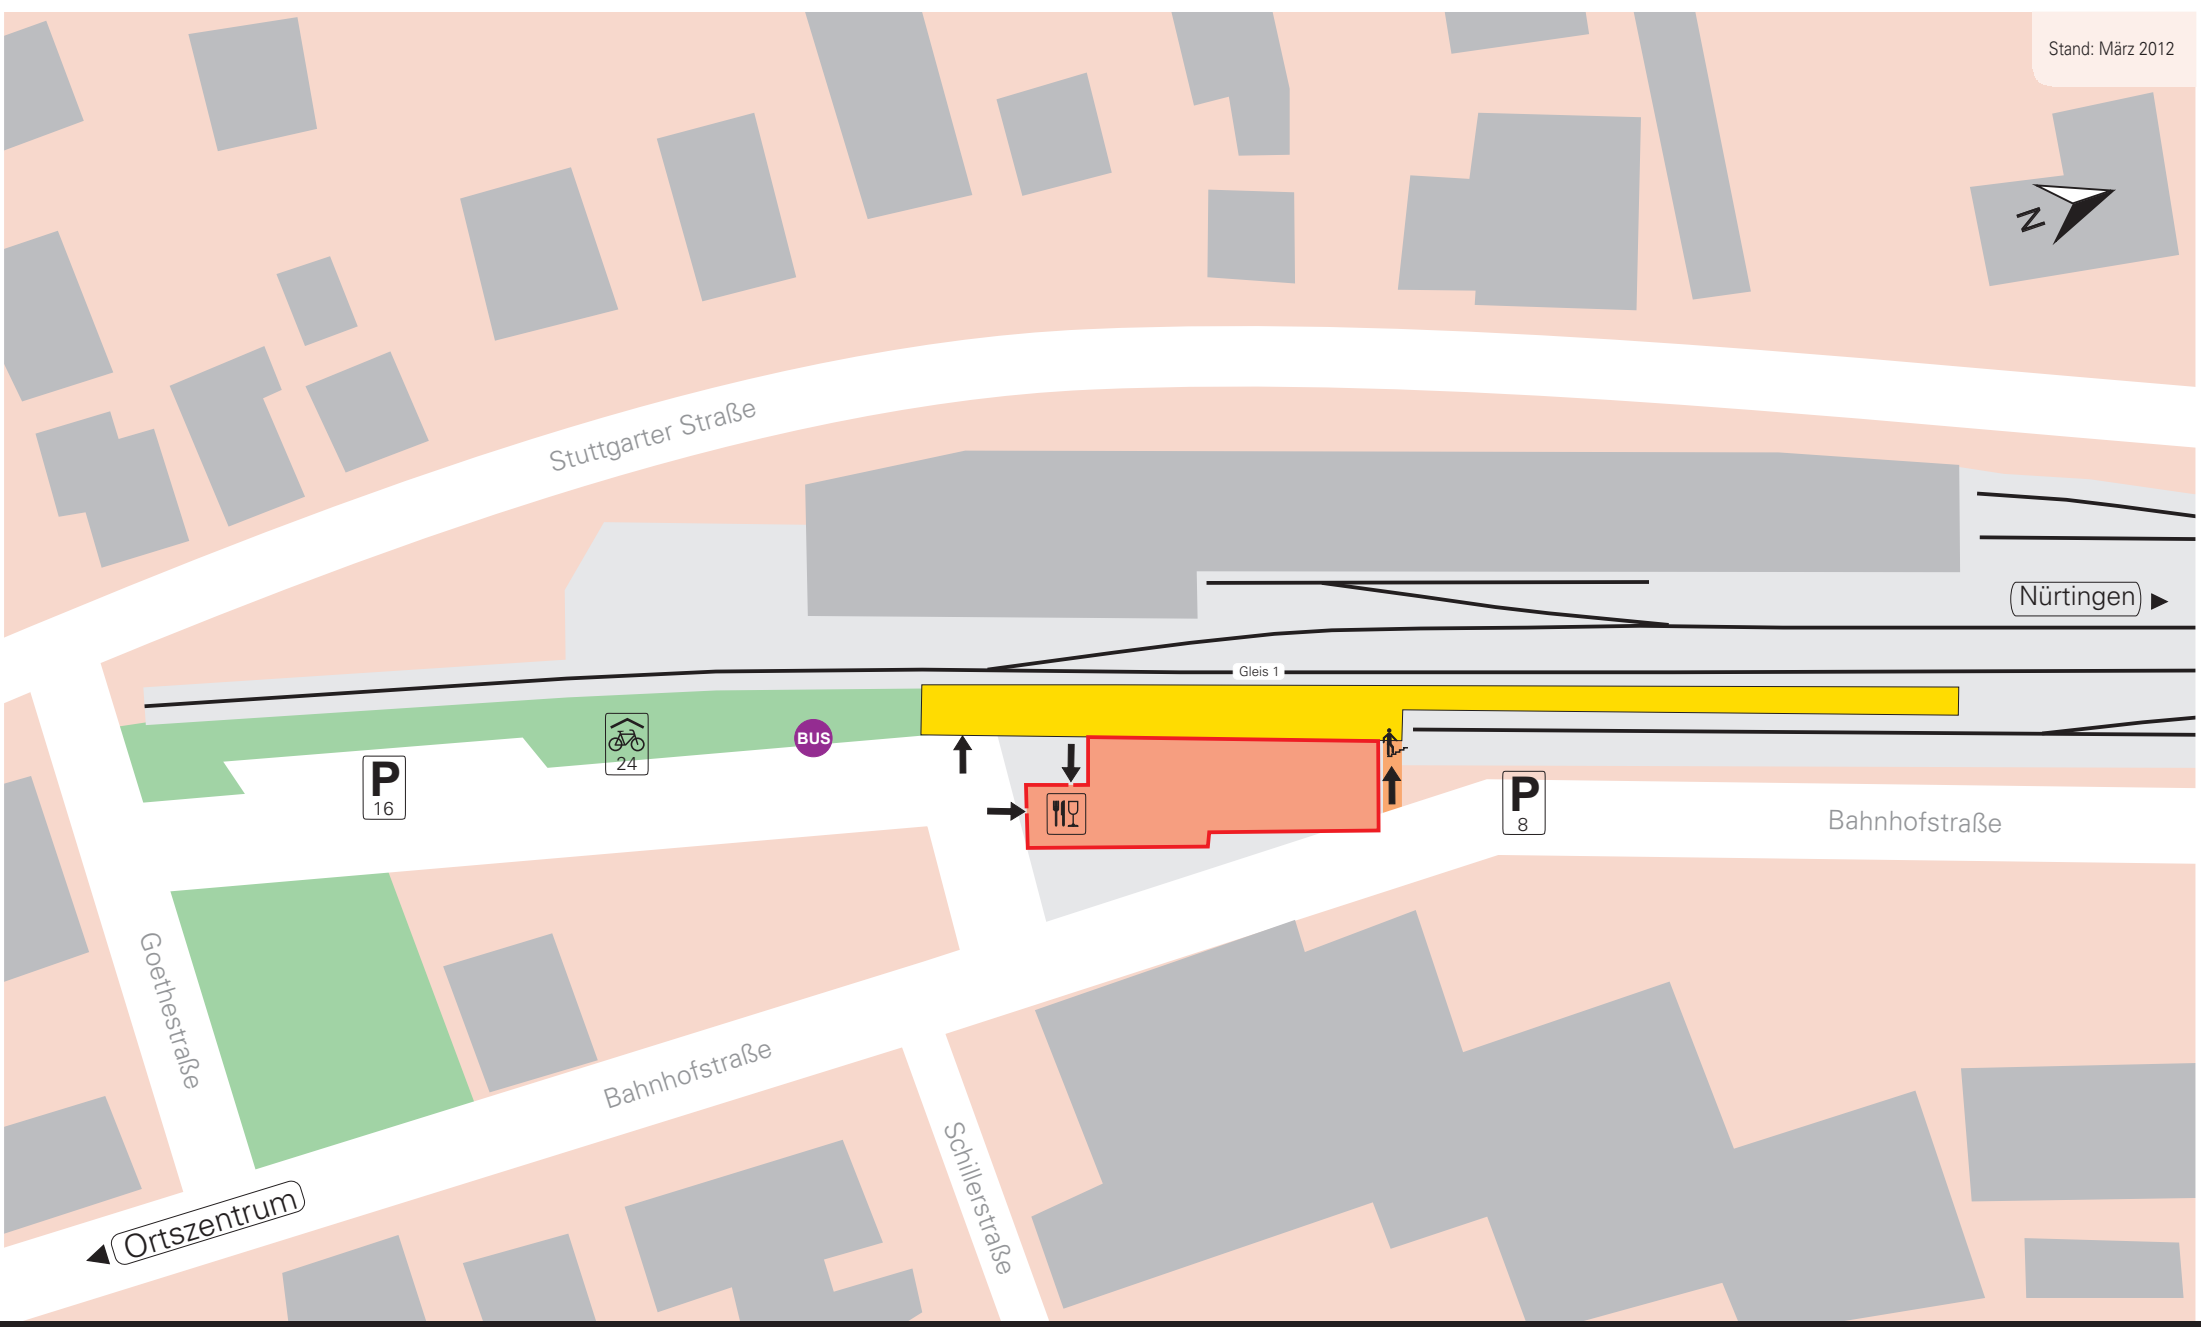 Stand: März 2012
N
Stuttgarter Straße
Nürtingen
Gleis 1
BUS
24
P
16
P
8
Bahnhofstraße
Goethestraße
Bahnhofstraße
Schillerstraße
Ortszentrum